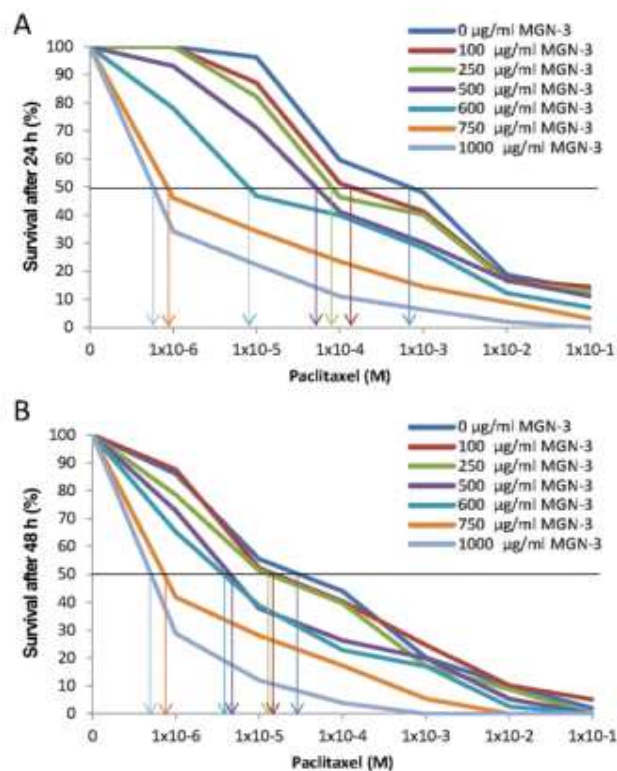 A
100
90
80
70
60
50
40
30
20
10
0
Survival after 24 h (%)
0 µg/ml MGN-3
100 µg/ml MGN-3
250 µg/ml MGN-3
500 µg/ml MGN-3
600 µg/ml MGN-3
750 µg/ml MGN-3
1000 µg/ml MGN-3
0 1x10-6 1x10-5 1x10-4 1x10-3 1x10-2 1x10-1
Paclitaxel (M)
B
100
90
80
70
60
50
40
30
20
10
0
Survival after 48 h (%)
0 µg/ml MGN-3
100 µg/ml MGN-3
250 µg/ml MGN-3
500 µg/ml MGN-3
600 µg/ml MGN-3
750 µg/ml MGN-3
1000 µg/ml MGN-3
0 1x10-6 1x10-5 1x10-4 1x10-3 1x10-2 1x10-1
Paclitaxel (M)